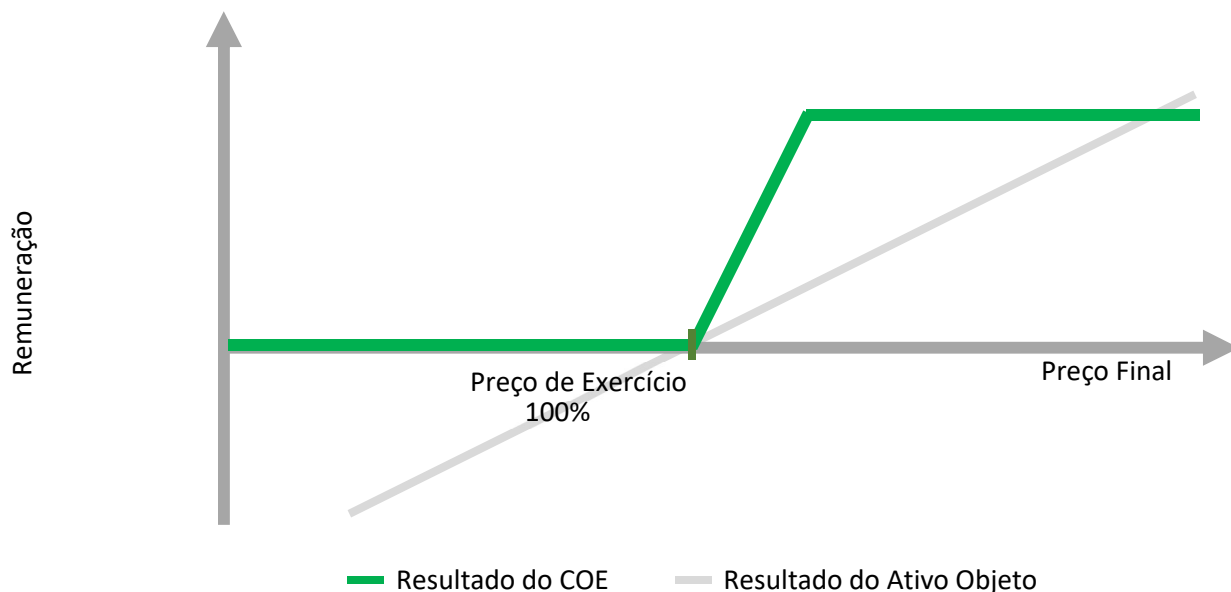 Remuneração
Preço de Exercício
100%
Preço Final
Resultado do COE
Resultado do Ativo Objeto